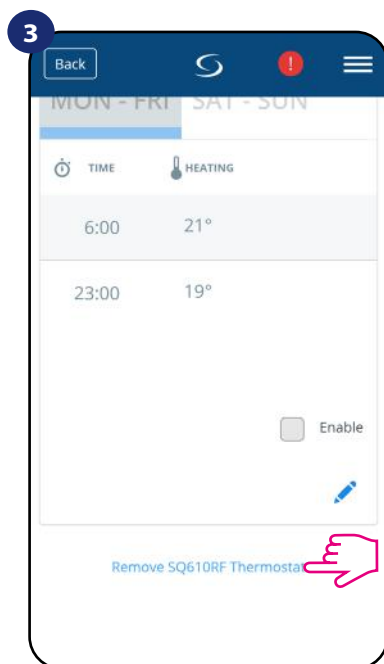 3
Back
!
MON - FRI SAT - SUN
TIME HEATING
6:00 21°
23:00 19°
Enable
Remove SQ610RF Thermostat